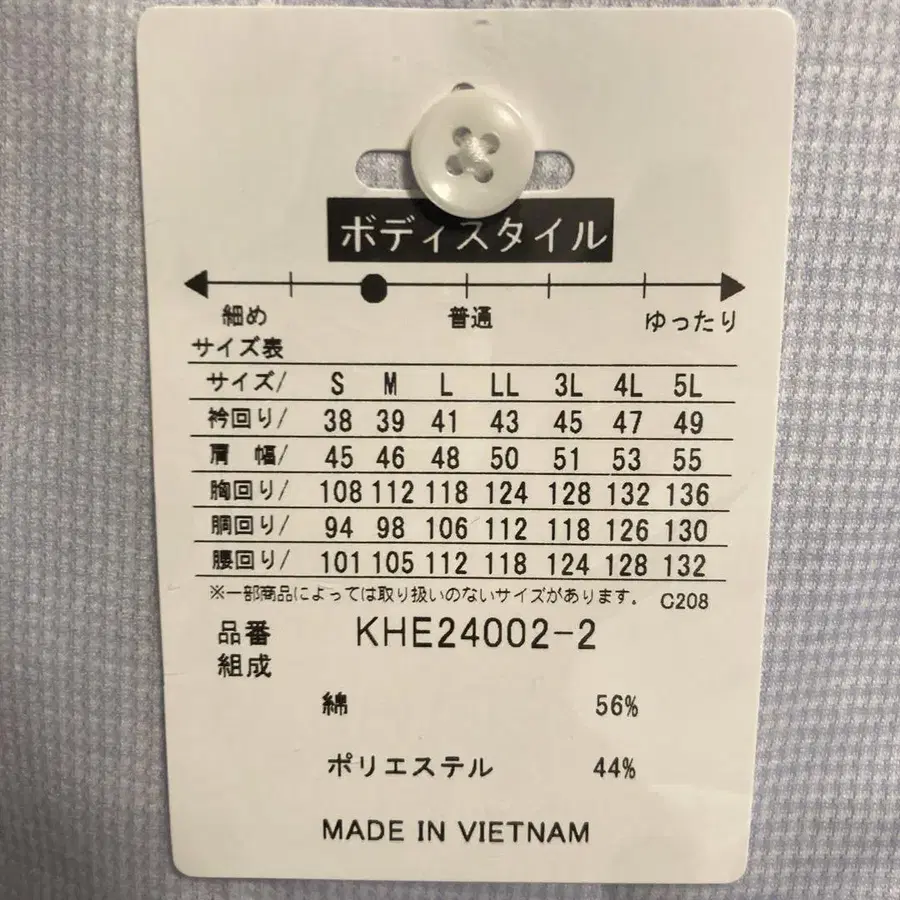 ボディスタイル
細め 普通 ゆったり
サイズ表
サイズ/ S M L LL 3L 4L 5L
衿回り/ 38 39 41 43 45 47 49
肩　幅/ 45 46 48 50 51 53 55
胸回り/ 108 112 118 124 128 132 136
胴回り/ 94 98 106 112 118 126 130
腰回り/ 101 105 112 118 124 128 132
※一部商品によっては取り扱いのないサイズがあります。 C208
品番 KHE24002-2
組成
綿 56%
ポリエステル 44%
MADE IN VIETNAM